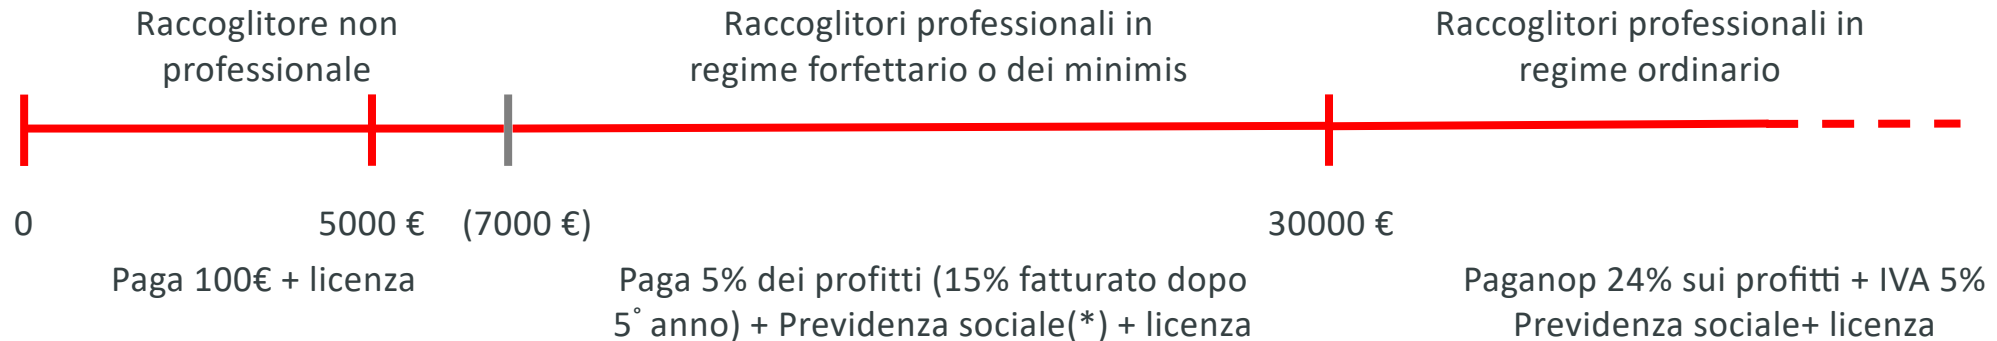 Raccoglitore non
professionale
Raccoglitori professionali in
regime forfettario o dei minimis
Raccoglitori professionali in
regime ordinario
0
5000 €
(7000 €)
30000 €
Paga 100€ + licenza
Paga 5% dei profitti (15% fatturato dopo
5° anno) + Previdenza sociale(*) + licenza
Paganop 24% sui profitti + IVA 5%
Previdenza sociale+ licenza